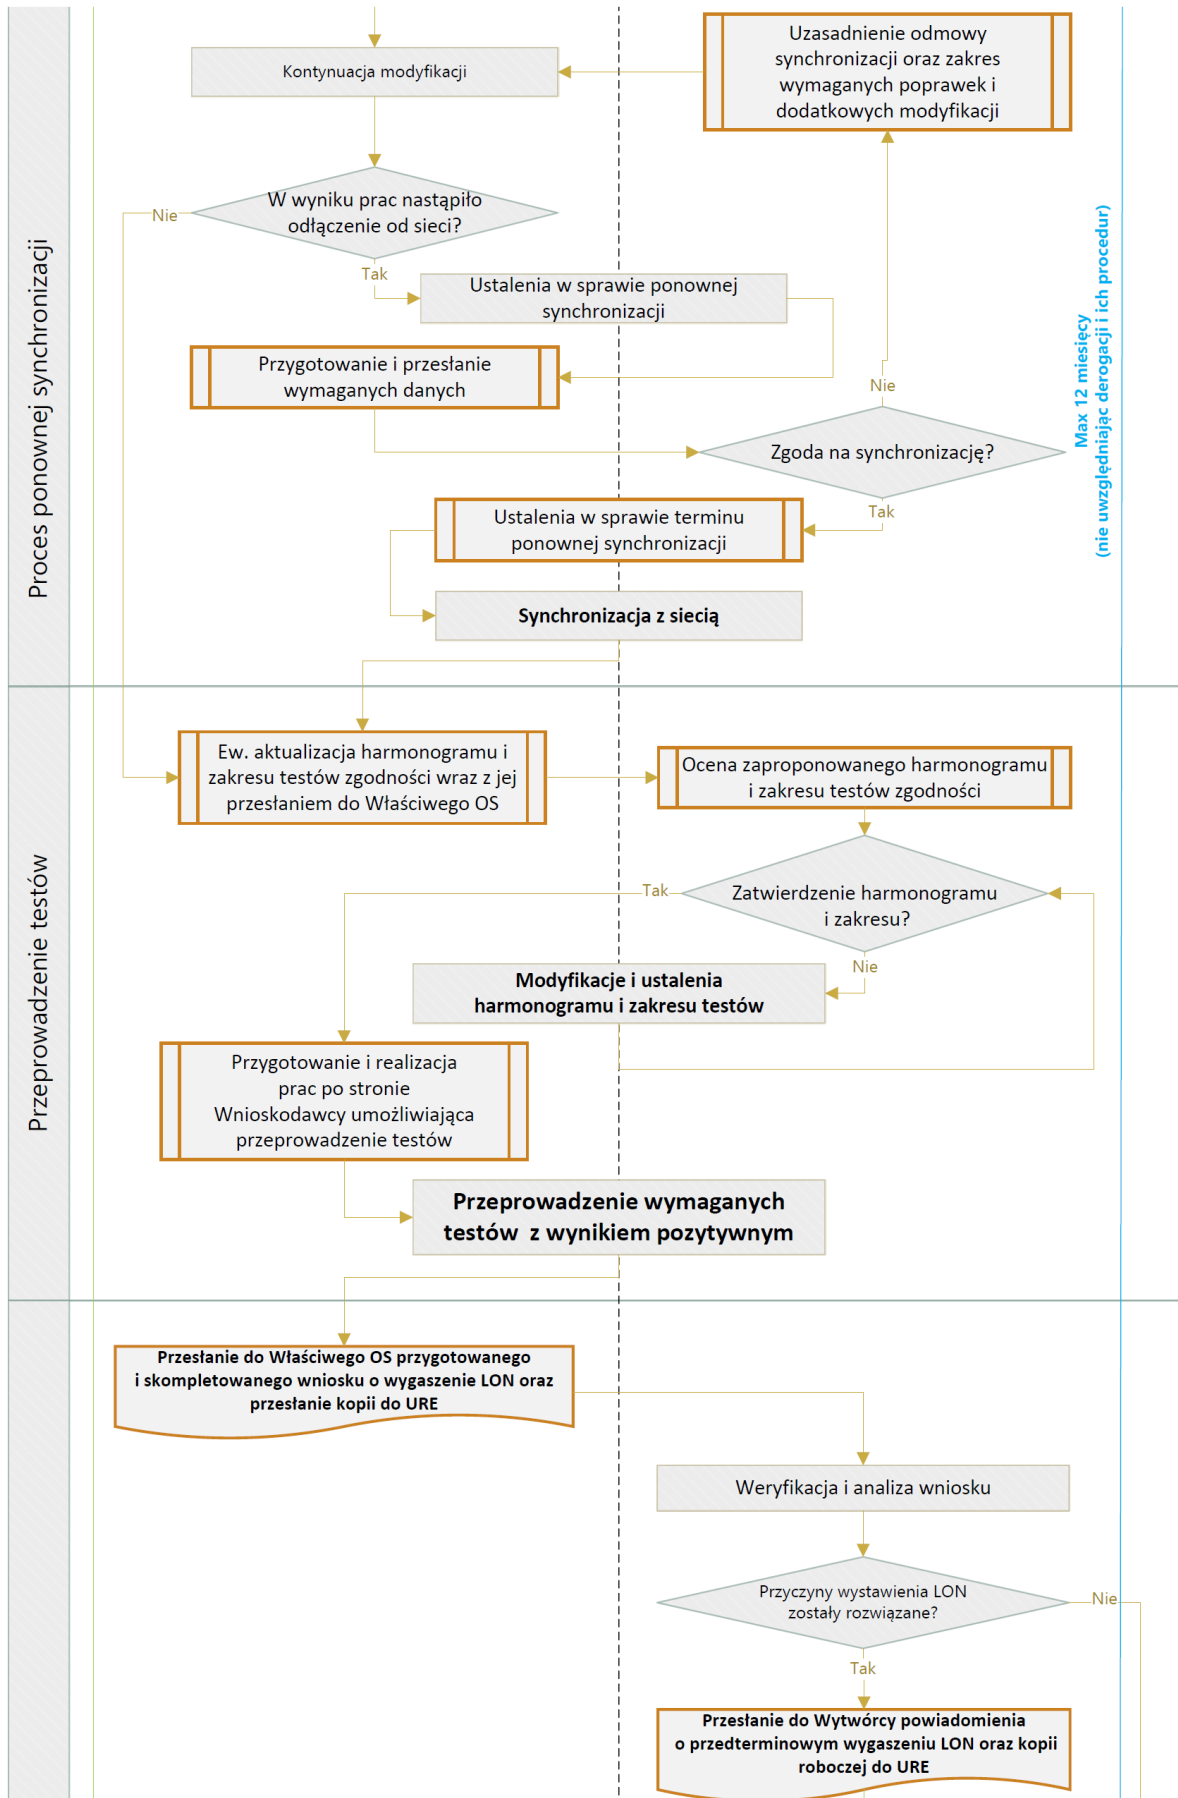 Uzasadnienie odmowy
synchronizacji oraz zakres
wymaganych poprawek i
dodatkowych modyfikacji
Kontynuacja modyfikacji
W wyniku prac nastąpiło
odłączenie od sieci?
Nie
Tak
Ustalenia w sprawie ponownej
synchronizacji
Przygotowanie i przesłanie
wymaganych danych
Nie
Zgoda na synchronizację?
Tak
Ustalenia w sprawie terminu
ponownej synchronizacji
Synchronizacja z siecią
Proces ponownej synchronizacji
Max 12 miesięcy
(nie uwzględniając derogacji i ich procedur)
Ew. aktualizacja harmonogramu i
zakresu testów zgodności wraz z jej
przesłaniem do Właściwego OS
Ocena zaproponowanego harmonogramu
i zakresu testów zgodności
Zatwierdzenie harmonogramu
i zakresu?
Tak
Nie
Modyfikacje i ustalenia
harmonogramu i zakresu testów
Przygotowanie i realizacja
prac po stronie
Wnioskodawcy umożliwiająca
przeprowadzenie testów
Przeprowadzenie wymaganych
testów z wynikiem pozytywnym
Przeprowadzenie testów
Przesłanie do Właściwego OS przygotowanego
i skompletowanego wniosku o wygaszenie LON oraz
przesłanie kopii do URE
Weryfikacja i analiza wniosku
Przyczyny wystawienia LON
zostały rozwiązane?
Nie
Tak
Przesłanie do Wytwórcy powiadomienia
o przedterminowym wygaszeniu LON oraz kopii
roboczej do URE